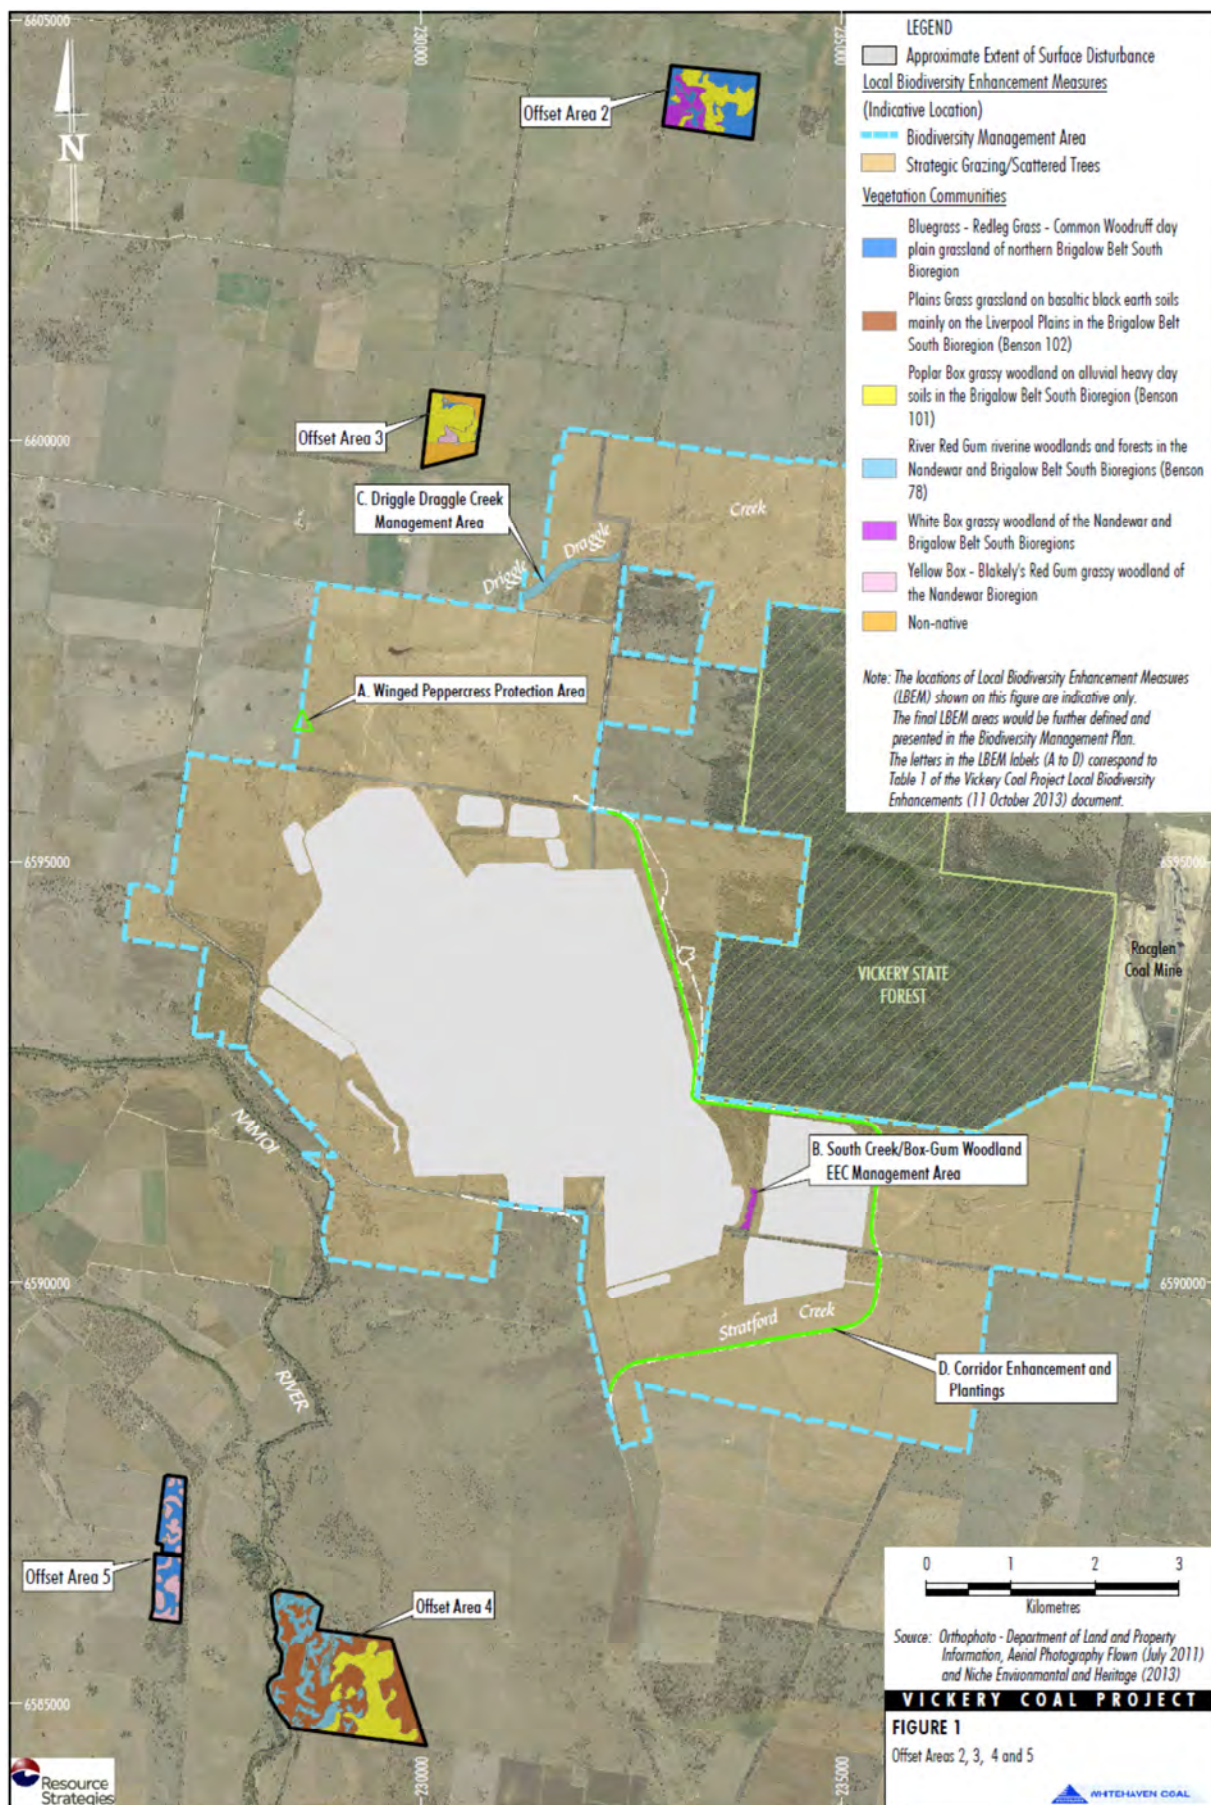 6605000
230000
235000
N
Offset Area 2
LEGEND
Approximate Extent of Surface Disturbance
Local Biodiversity Enhancement Measures
(Indicative Location)
Biodiversity Management Area
Strategic Grazing/Scattered Trees
Vegetation Communities
Bluegrass - Redleg Grass - Common Woodruff clay
plain grassland of northern Brigalow Belt South
Bioregion
Plains Grass grassland on basaltic black earth soils
mainly on the Liverpool Plains in the Brigalow Belt
South Bioregion (Benson 102)
Poplar Box grassy woodland on alluvial heavy clay
soils in the Brigalow Belt South Bioregion (Benson
101)
River Red Gum riverine woodlands and forests in the
Nandewar and Brigalow Belt South Bioregions (Benson
78)
White Box grassy woodland of the Nandewar and
Brigalow Belt South Bioregions
Yellow Box - Blakely's Red Gum grassy woodland of
the Nandewar Bioregion
Non-native
Note: The locations of Local Biodiversity Enhancement Measures
(LBEM) shown on this figure are indicative only.
The final LBEM areas would be further defined and
presented in the Biodiversity Management Plan.
The letters in the LBEM labels (A to D) correspond to
Table 1 of the Vickery Coal Project Local Biodiversity
Enhancements (11 October 2013) document.
Offset Area 3
6600000
C. Driggle Draggle Creek
Management Area
Driggle Draggle Creek
A. Winged Peppercress Protection Area
6595000
6595000
Rocglen
Coal Mine
VICKERY STATE
FOREST
NAMOI
B. South Creek/Box-Gum Woodland
EEC Management Area
6590000
6590000
Stratford Creek
D. Corridor Enhancement and
Plantings
RIVER
Offset Area 5
Offset Area 4
6585000
0 1 2 3
Kilometres
Source: Orthophoto - Department of Land and Property
Information, Aerial Photography Flown (July 2011)
and Niche Environmental and Heritage (2013)
VICKERY COAL PROJECT
FIGURE 1
Offset Areas 2, 3, 4 and 5
230000
235000
Resource
Strategies
WHITEHAVEN COAL